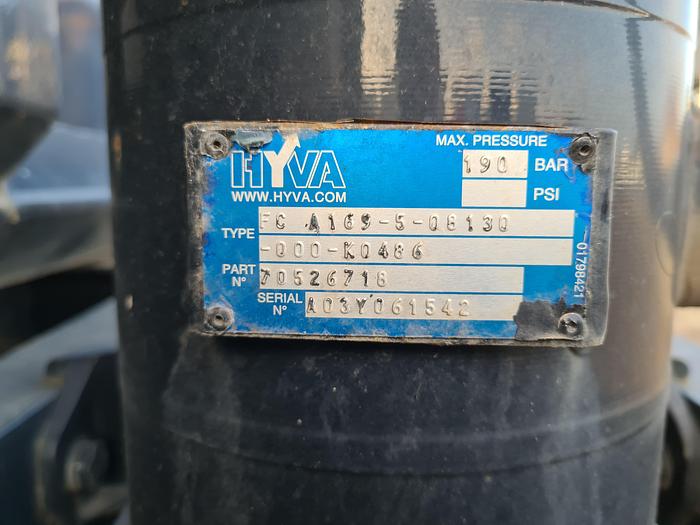 MAX. PRESSURE
HYVA
190 BAR
WWW.HYVA.COM
PSI
TYPE FC A169-5-08130
-000-K0486
PART N° 70526718
SERIAL N° A03Y061542
01798421